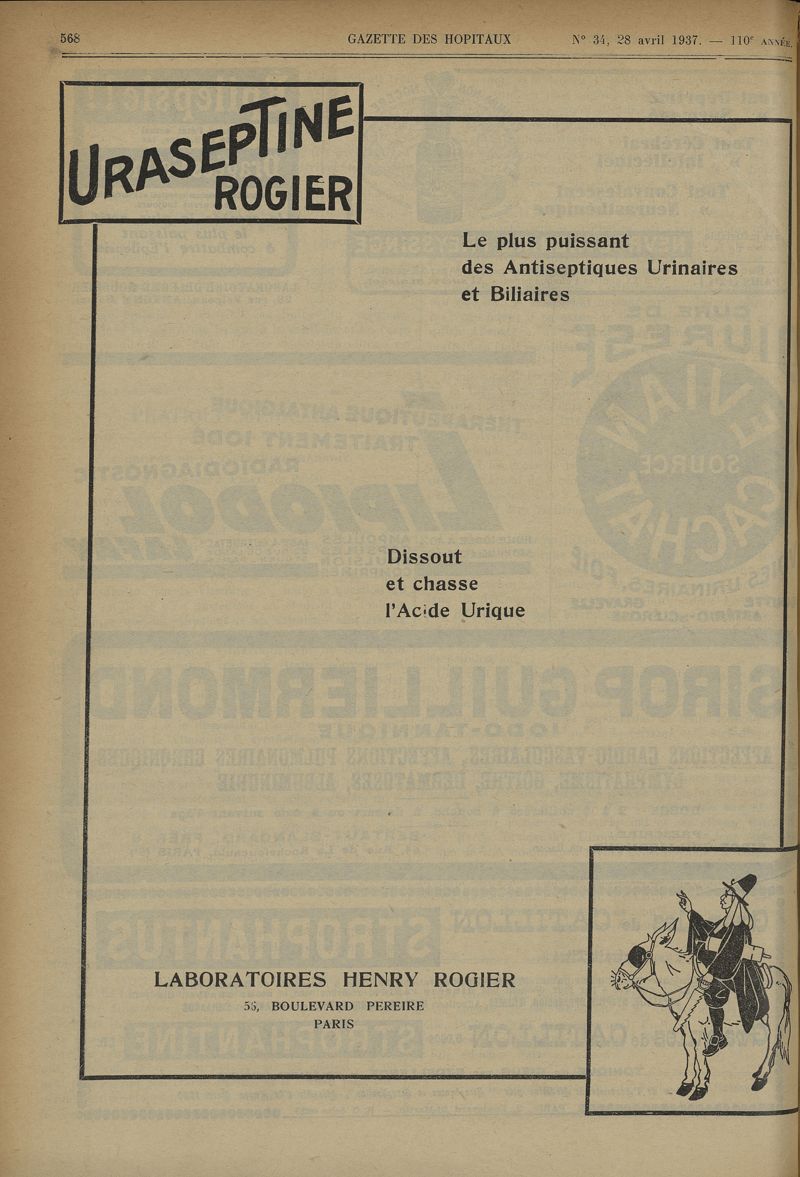 568
GAZETTE DES HOPITAUX
N° 34, 28 avril 1937. — 110e ANNÉE.
URASEPTINE
ROGIER
Le plus puissant
des Antiseptiques Urinaires
et Biliaires
Dissout
et chasse
l'Acide Urique
LABORATOIRES HENRY ROGIER
56, BOULEVARD PEREIRE
PARIS